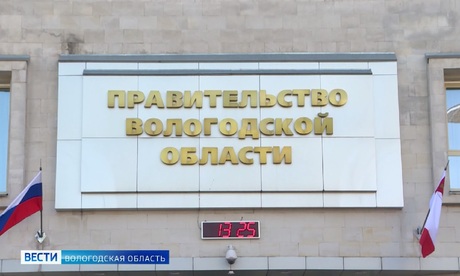 ПРАВИТЕЛЬСТВО
ВОЛОГОДСКОЙ
ОБЛАСТИ
13:25
ВЕСТИ ВОЛОГОДСКАЯ ОБЛАСТЬ